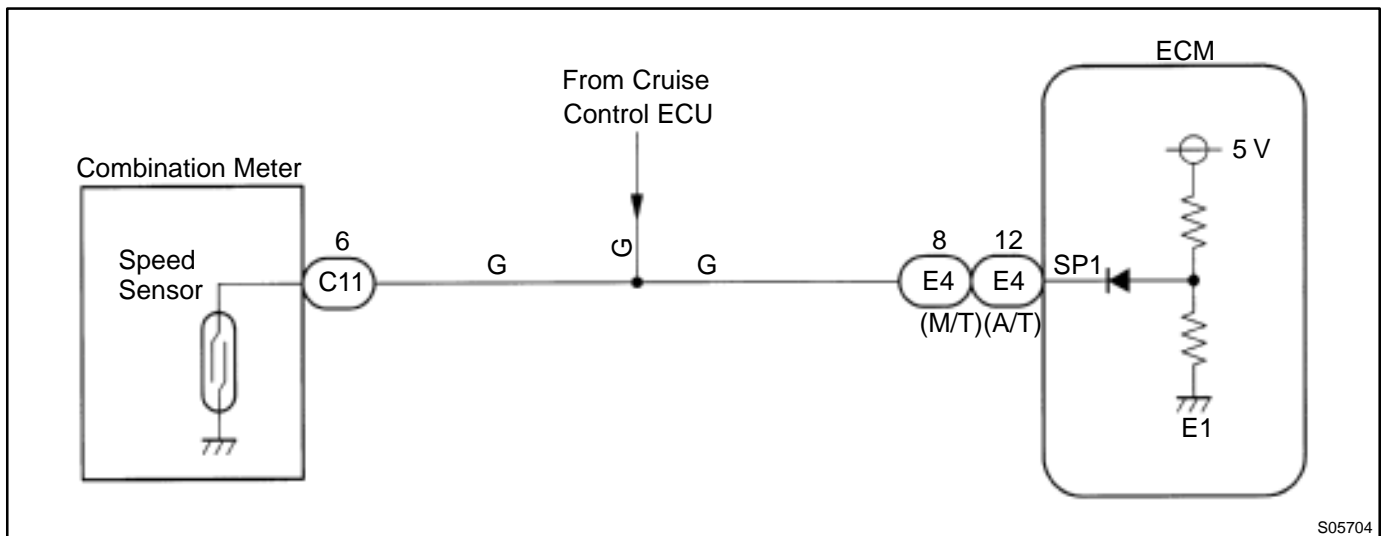 ECM
From Cruise
Control ECU
5 V
Combination Meter
Speed
Sensor
6
C11
G
G
G
8
12
E4
E4
(M/T)
(A/T)
SP1
E1
S05704